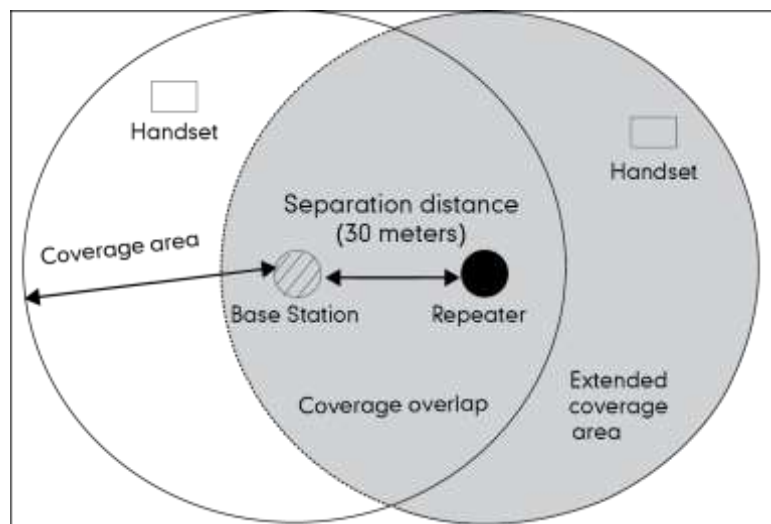 Handset
Handset
Separation distance
(30 meters)
Coverage area
Base Station
Repeater
Coverage overlap
Extended
coverage
area